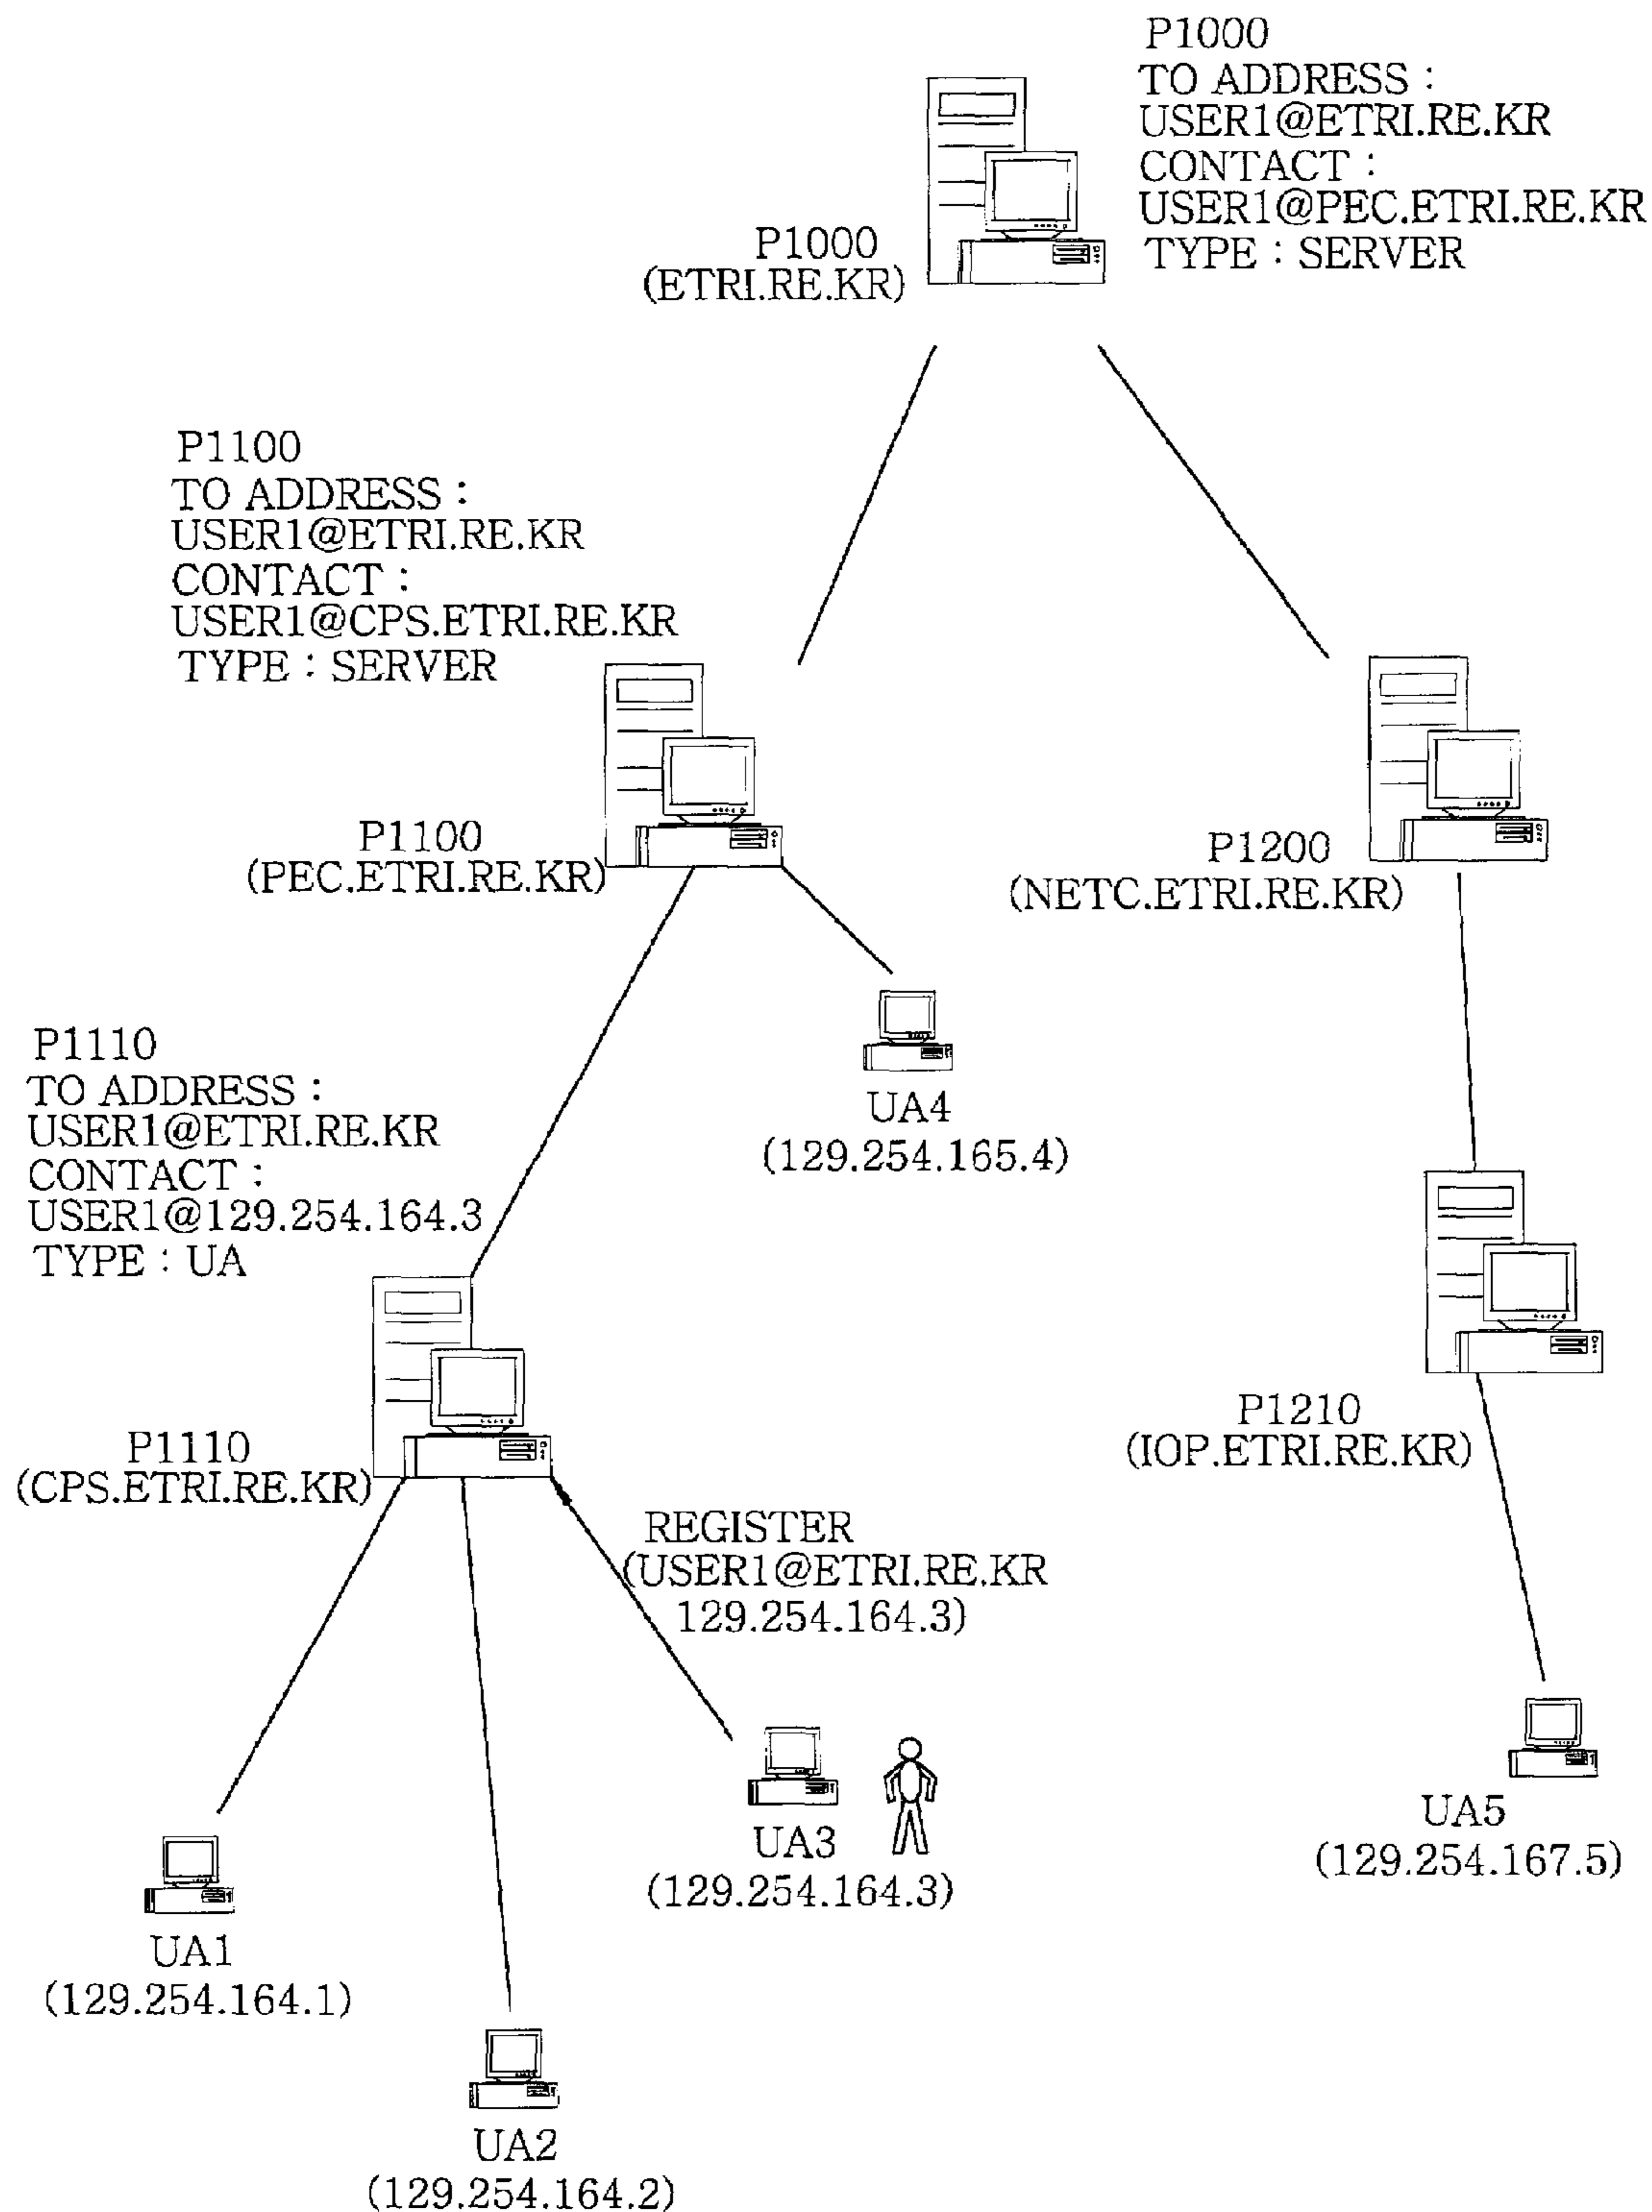 P1000
TO ADDRESS :
USER1@ETRI.RE.KR
CONTACT :
USER1@PEC.ETRI.RE.KR
TYPE : SERVER
P1000
(ETRI.RE.KR)
P1100
TO ADDRESS :
USER1@ETRI.RE.KR
CONTACT :
USER1@CPS.ETRI.RE.KR
TYPE : SERVER
P1100
(PEC.ETRI.RE.KR)
P1200
(NETC.ETRI.RE.KR)
UA4
(129.254.165.4)
P1110
TO ADDRESS :
USER1@ETRI.RE.KR
CONTACT :
USER1@129.254.164.3
TYPE : UA
P1110
(CPS.ETRI.RE.KR)
P1210
(IOP.ETRI.RE.KR)
REGISTER
(USER1@ETRI.RE.KR
129.254.164.3)
UA3
(129.254.164.3)
UA5
(129.254.167.5)
UA1
(129.254.164.1)
UA2
(129.254.164.2)